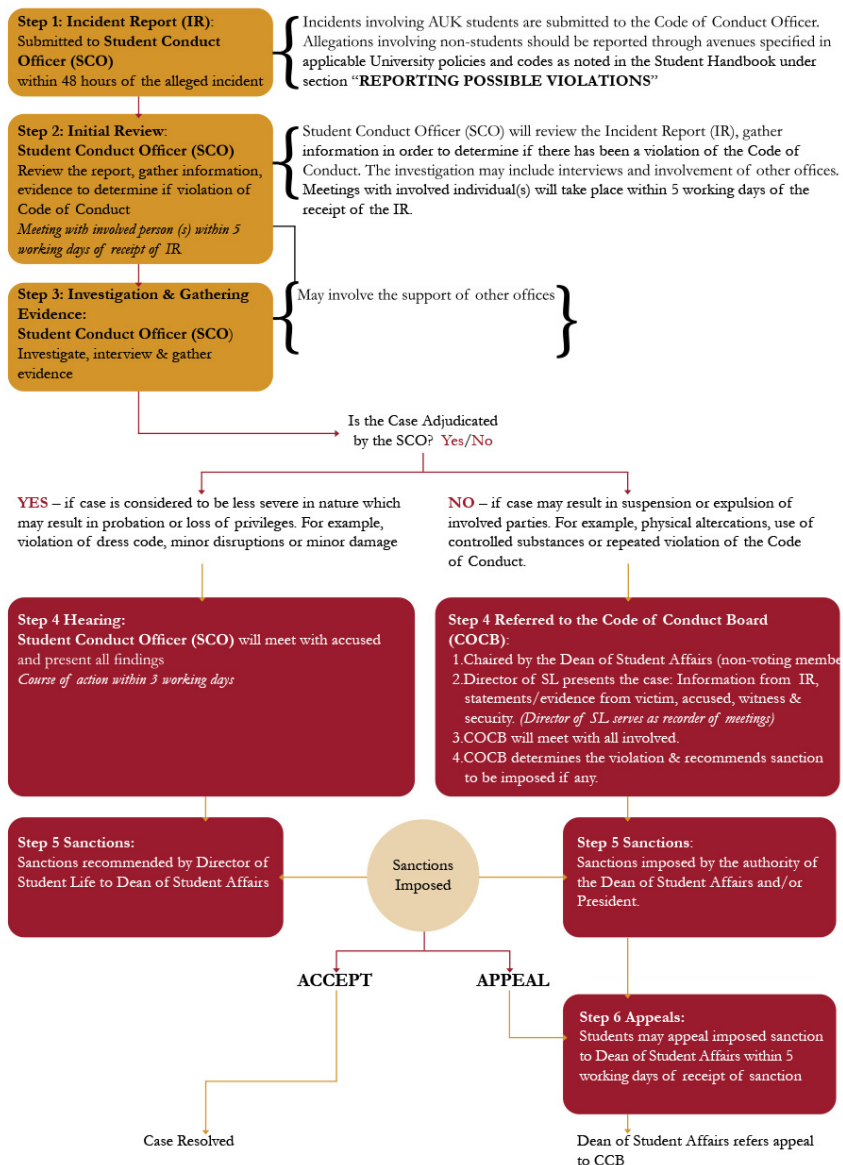 Step 1: Incident Report (IR):
Submitted to Student Conduct
Officer (SCO)
within 48 hours of the alleged incident
Incidents involving AUK students are submitted to the Code of Conduct Officer.
Allegations involving non-students should be reported through avenues specified in
applicable University policies and codes as noted in the Student Handbook under
section “REPORTING POSSIBLE VIOLATIONS”
Step 2: Initial Review:
Student Conduct Officer (SCO)
Review the report, gather information,
evidence to determine if violation of
Code of Conduct
Meeting with involved person (s) within 5
working days of receipt of IR
Student Conduct Officer (SCO) will review the Incident Report (IR), gather
information in order to determine if there has been a violation of the Code of
Conduct. The investigation may include interviews and involvement of other offices.
Meetings with involved individual(s) will take place within 5 working days of the
receipt of the IR.
Step 3: Investigation & Gathering
Evidence:
Student Conduct Officer (SCO)
Investigate, interview & gather
evidence
May involve the support of other offices
Is the Case Adjudicated
by the SCO? Yes/No
YES – if case is considered to be less severe in nature which
may result in probation or loss of privileges. For example,
violation of dress code, minor disruptions or minor damage
NO – if case may result in suspension or expulsion of
involved parties. For example, physical altercations, use of
controlled substances or repeated violation of the Code
of Conduct.
Step 4 Hearing:
Student Conduct Officer (SCO) will meet with accused
and present all findings
Course of action within 3 working days
Step 4 Referred to the Code of Conduct Board
(COCB):
1.Chaired by the Dean of Student Affairs (non-voting membe
2.Director of SL presents the case: Information from IR,
statements/evidence from victim, accused, witness &
security. (Director of SL serves as recorder of meetings)
3.COCB will meet with all involved.
4.COCB determines the violation & recommends sanction
to be imposed if any.
Step 5 Sanctions:
Sanctions recommended by Director of
Student Life to Dean of Student Affairs
Sanctions
Imposed
Step 5 Sanctions:
Sanctions imposed by the authority of
the Dean of Student Affairs and/or
President.
ACCEPT
APPEAL
Step 6 Appeals:
Students may appeal imposed sanction
to Dean of Student Affairs within 5
working days of receipt of sanction
Case Resolved
Dean of Student Affairs refers appeal
to CCB